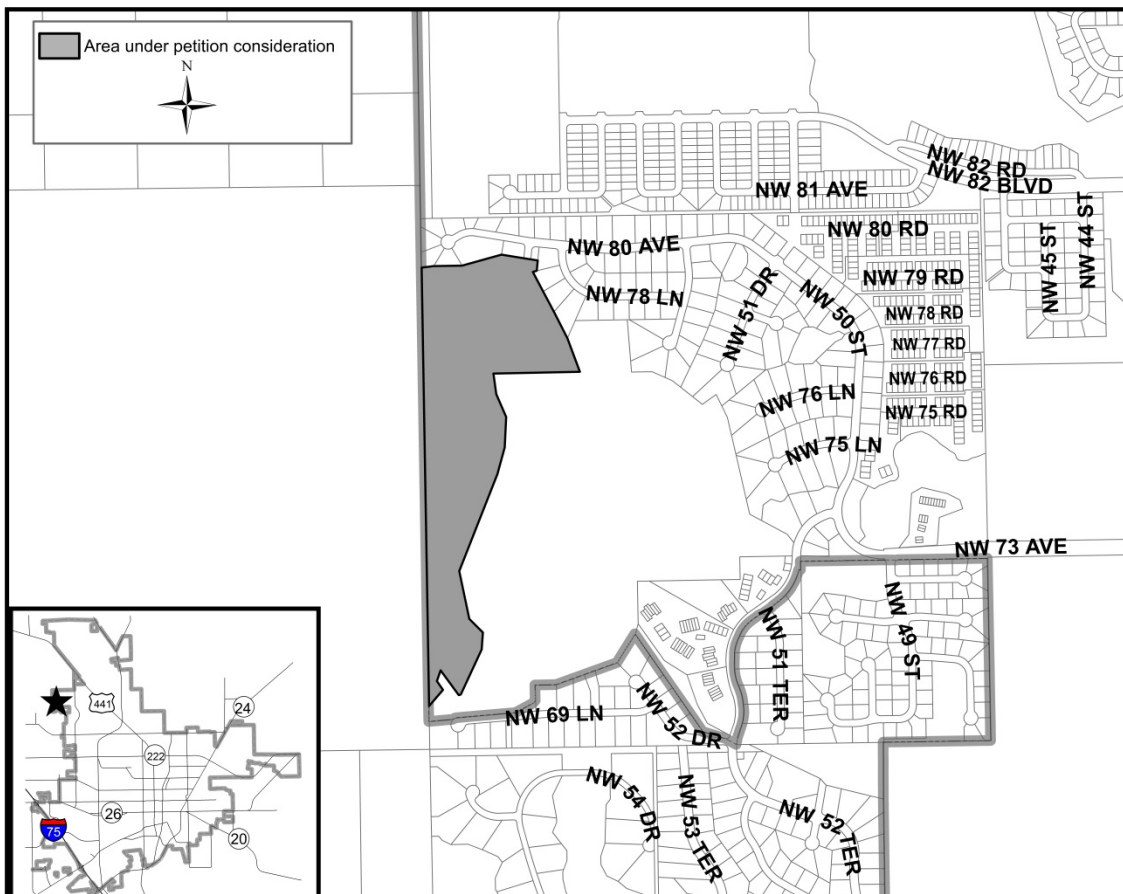 Area under petition consideration
N
NW 82 RD
NW 82 BLVD
NW 81 AVE
NW 80 RD
NW 80 AVE
NW 45 ST
NW 44 ST
NW 79 RD
NW 78 LN
NW 51 DR
NW 50 ST
NW 78 RD
NW 77 RD
NW 76 RD
NW 76 LN
NW 75 RD
NW 75 LN
NW 73 AVE
NW 49 ST
NW 51 TER
NW 69 LN
NW 52 DR
NW 54 DR
NW 53 TER
NW 52 TER
441
24
222
26
75
20